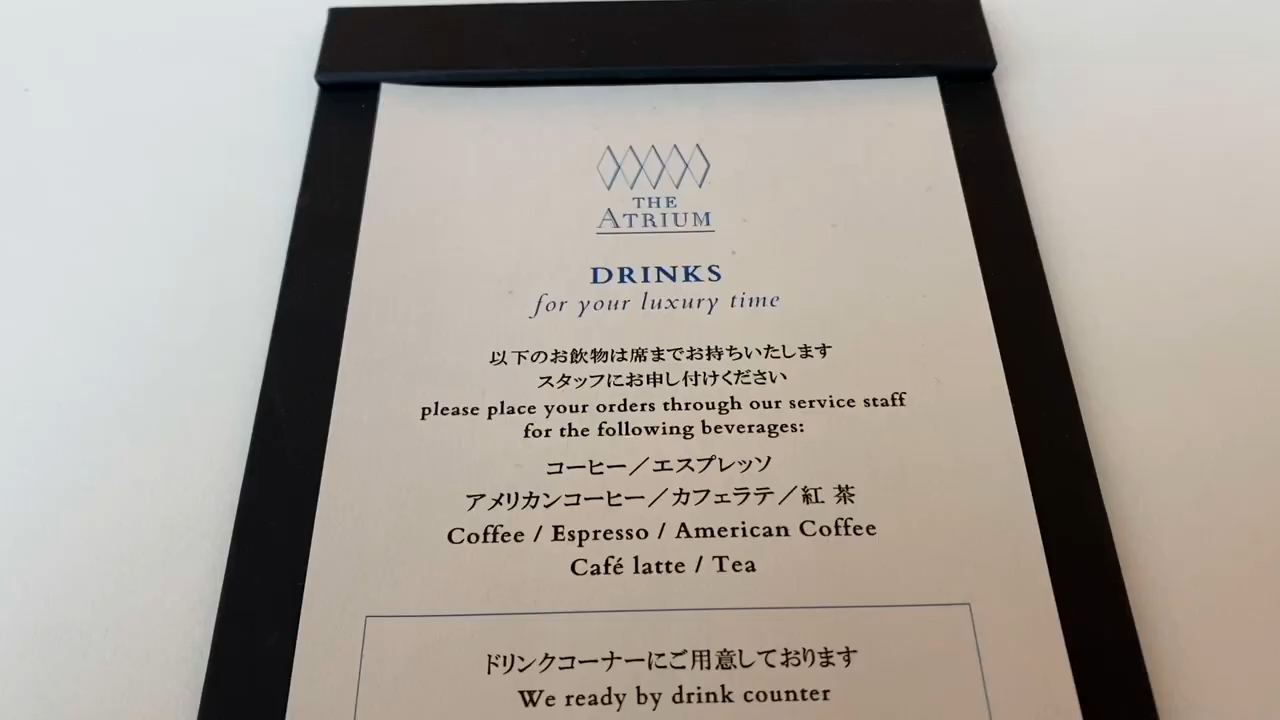 THE
ATRIUM
DRINKS
for your luxury time
以下のお飲物は席までお持ちいたします
スタッフにお申し付けください
please place your orders through our service staff
for the following beverages:
コーヒー／エスプレッソ
アメリカンコーヒー／カフェラテ／紅 茶
Coffee / Espresso / American Coffee
Café latte / Tea
ドリンクコーナーにご用意しております
We ready by drink counter